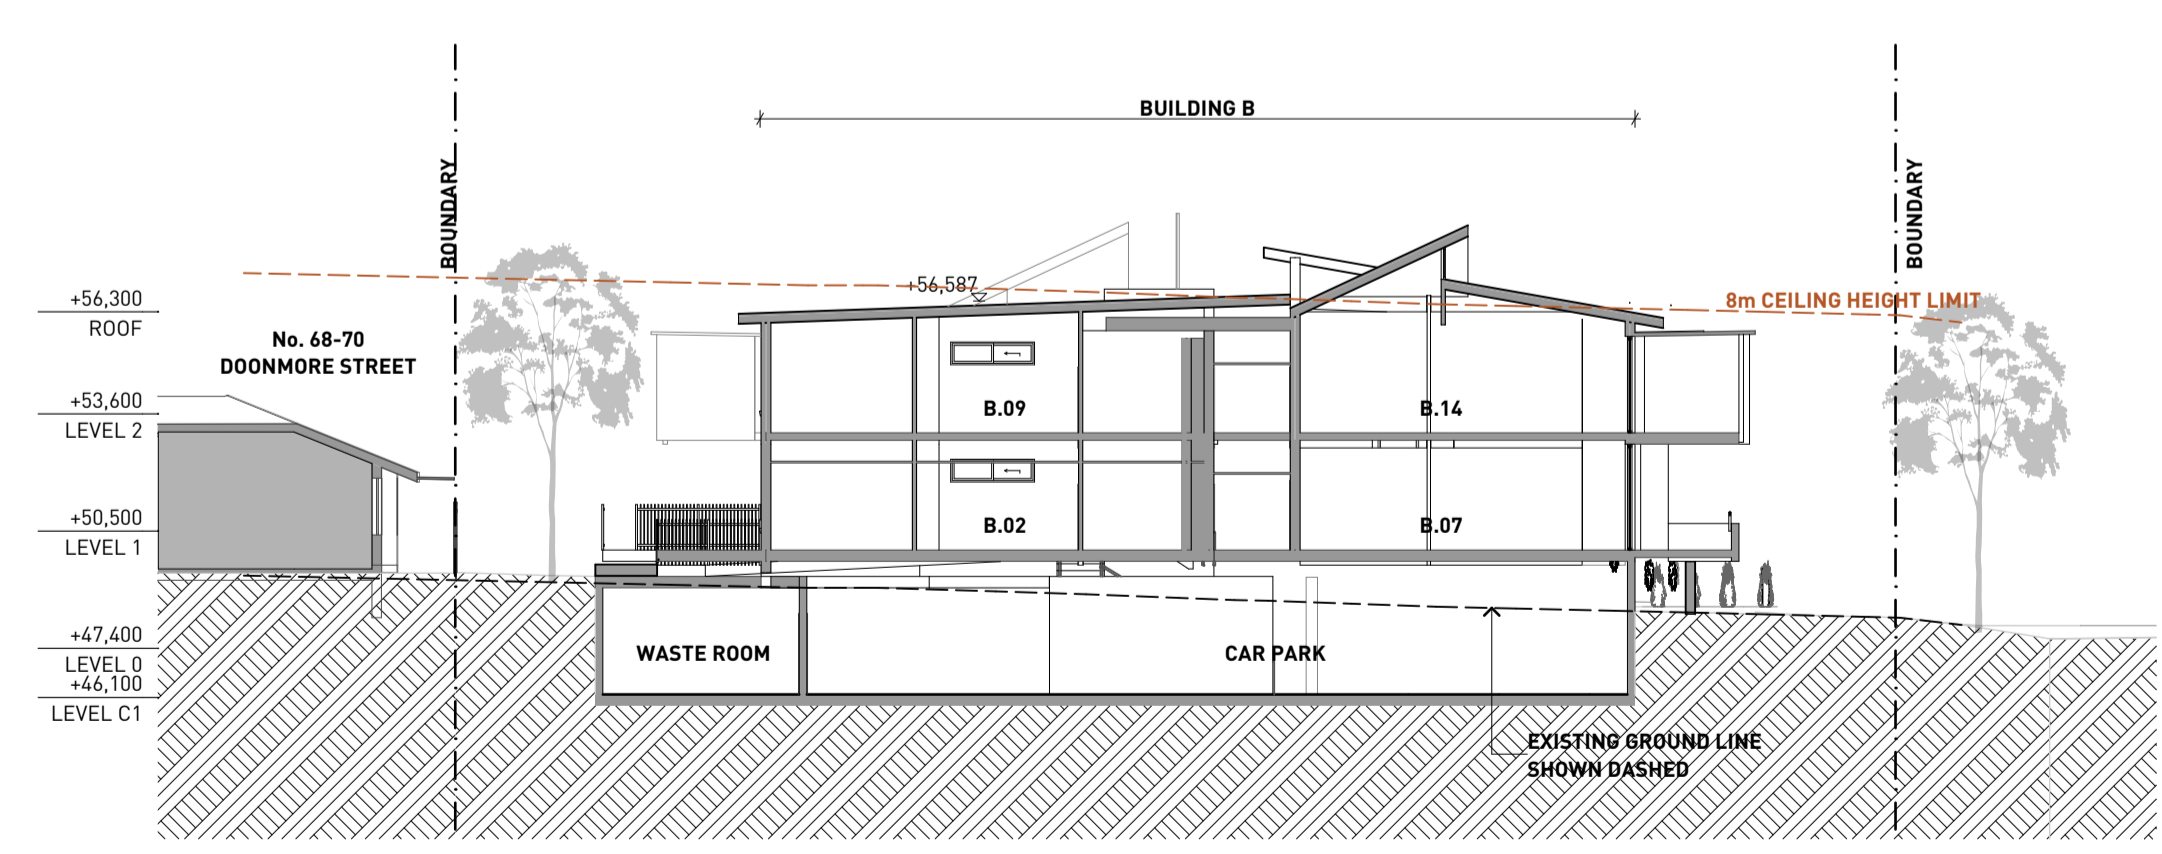 BUILDING B
BOUNDARY
BOUNDARY
+56,587
8m CEILING HEIGHT LIMIT
+56,300
ROOF
No. 68-70
DOONMORE STREET
+53,600
LEVEL 2
B.09
B.14
+50,500
LEVEL 1
B.02
B.07
+47,400
LEVEL 0
WASTE ROOM
CAR PARK
+46,100
LEVEL C1
EXISTING GROUND LINE
SHOWN DASHED